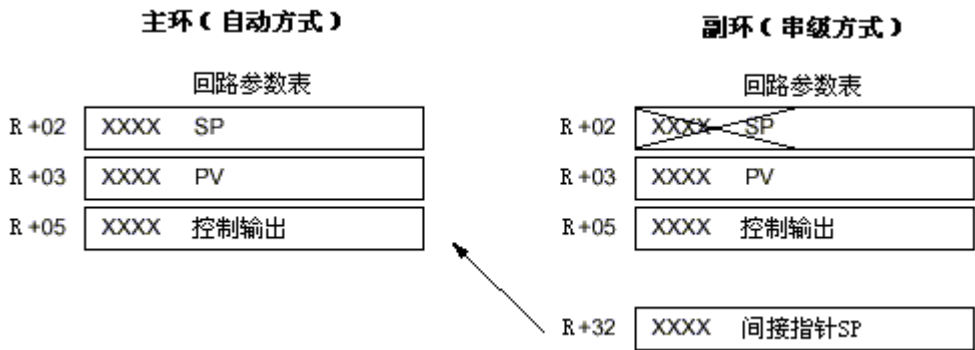 主环（自动方式）
回路参数表
R +02 XXXX SP
R +03 XXXX PV
R +05 XXXX 控制输出
副环（串级方式）
回路参数表
R +02 XXXX SP
R +03 XXXX PV
R +05 XXXX 控制输出
R +32 XXXX 间接指针SP